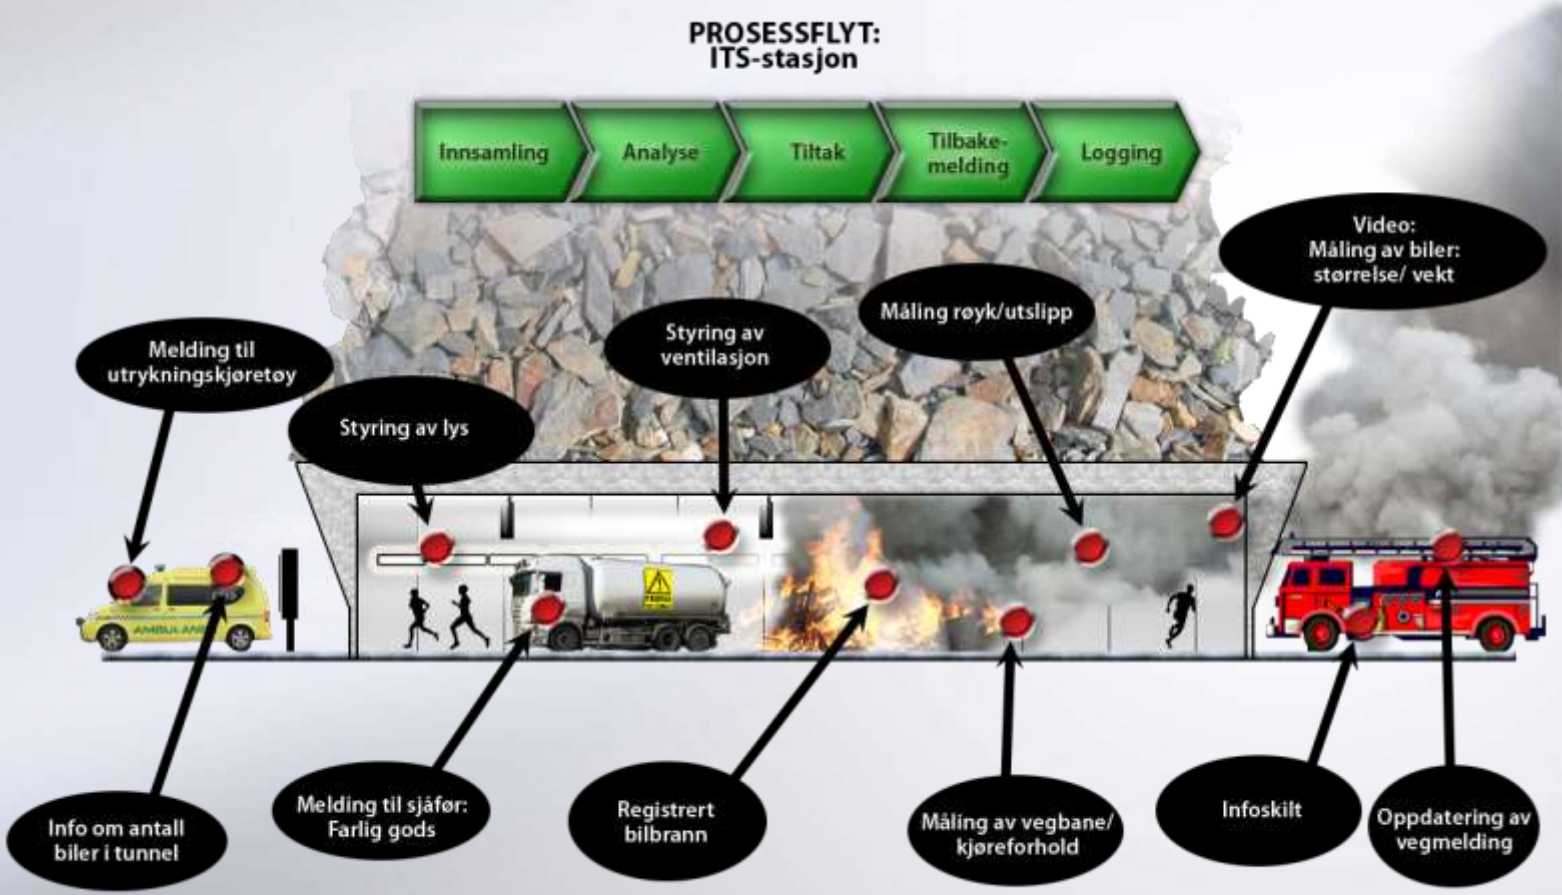 PROSESSFLYT:
ITS-stasjon
Innsamling
Analyse
Tiltak
Tilbake-
melding
Logging
Video:
Måling av biler:
størrelse/ vekt
Måling røyk/utslipp
Styring av
ventilasjon
Melding til
utrykningskjøretøy
Styring av lys
AMBULANS
Info om antall
biler i tunnel
Melding til sjåfør:
Farlig gods
Registrert
bilbrann
Måling av vegbane/
kjøreforhold
Infoskilt
Oppdatering av
vegmelding